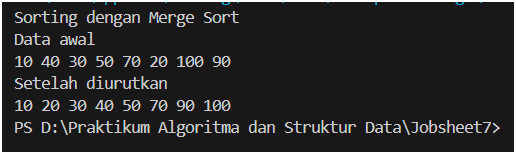 Sorting dengan Merge Sort
Data awal
10 40 30 50 70 20 100 90
Setelah diurutkan
10 20 30 40 50 70 90 100
PS D:\Praktikum Algoritma dan Struktur Data\Jobsheet7>